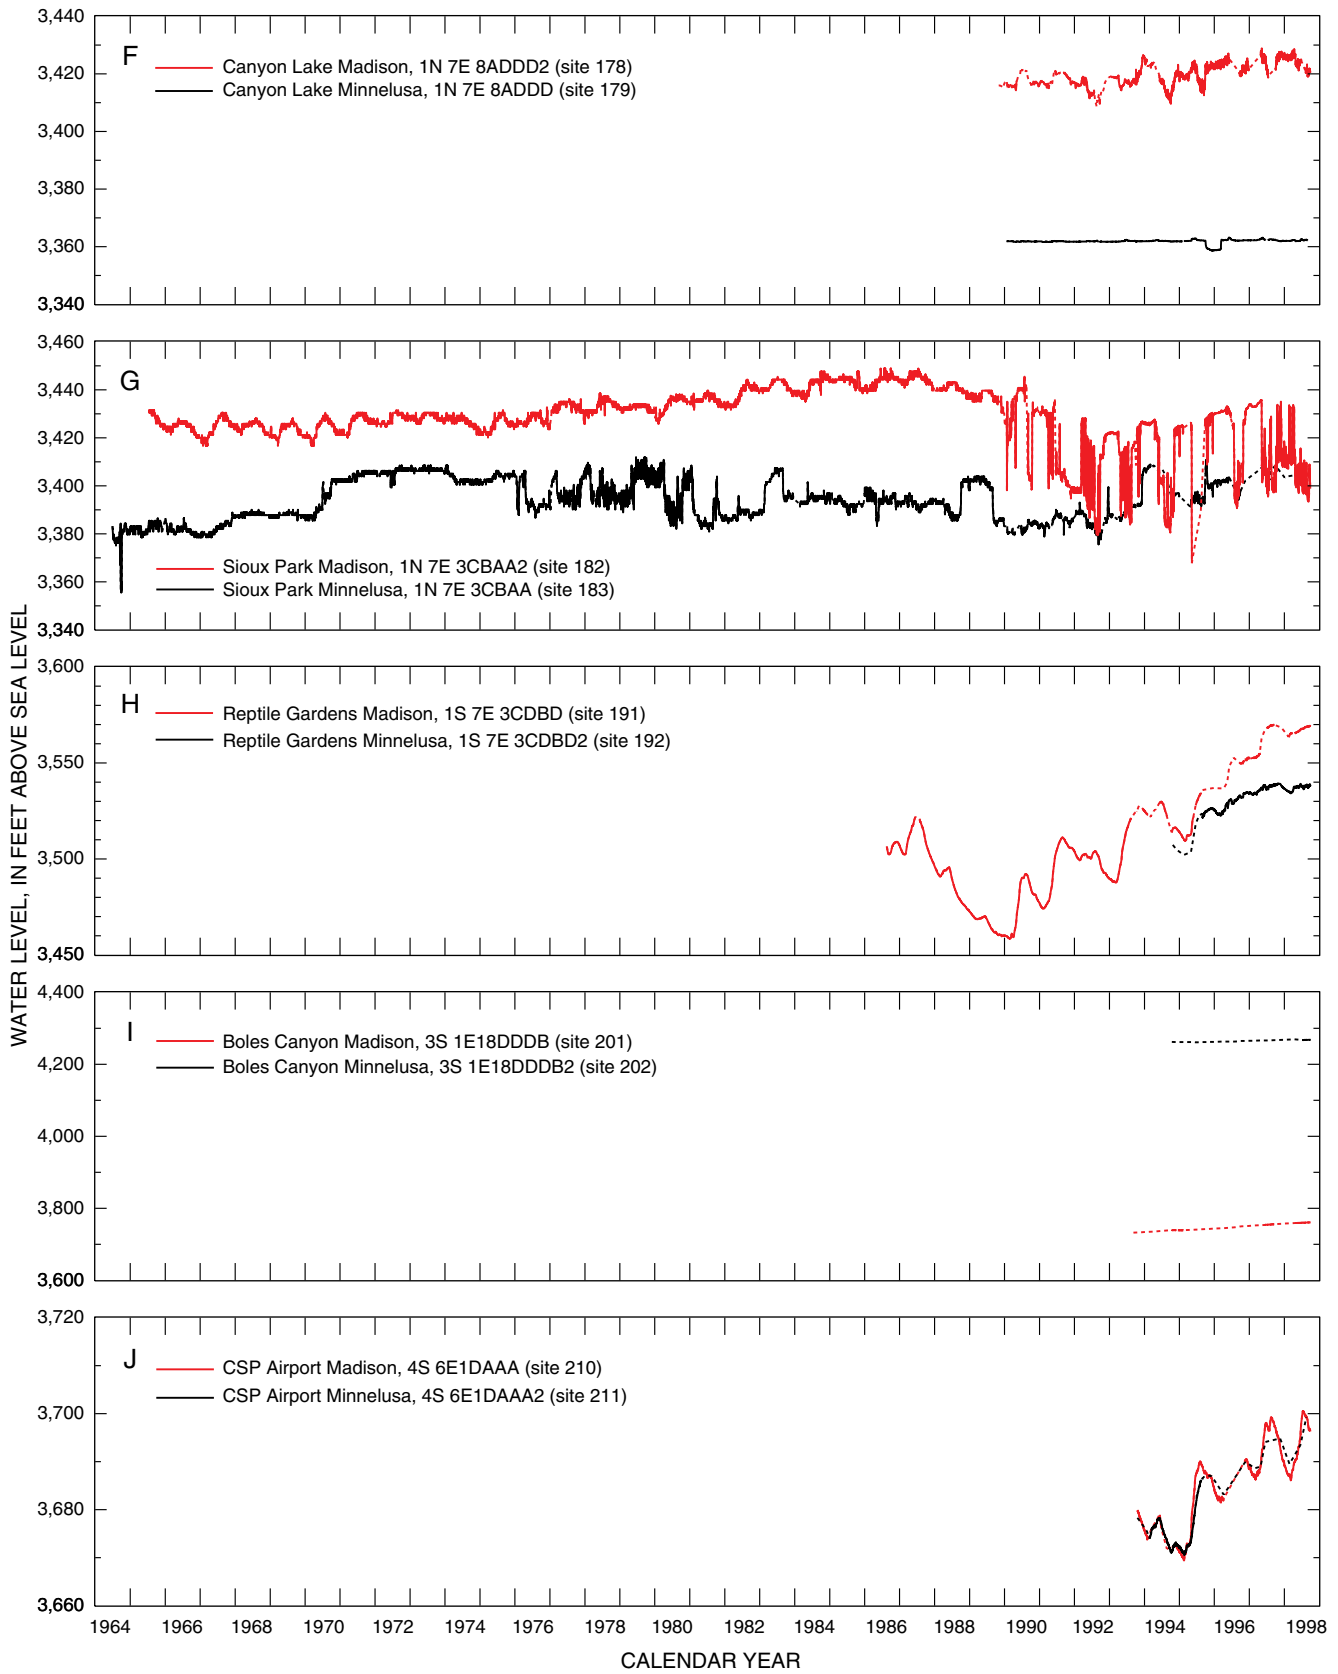 WATER LEVEL, IN FEET ABOVE SEA LEVEL
F
Canyon Lake Madison, 1N 7E 8ADDD2 (site 178)
Canyon Lake Minnelusa, 1N 7E 8ADDD (site 179)
3,440
3,420
3,400
3,380
3,360
3,340
G
Sioux Park Madison, 1N 7E 3CBAA2 (site 182)
Sioux Park Minnelusa, 1N 7E 3CBAA (site 183)
3,460
3,440
3,420
3,400
3,380
3,360
3,340
H
Reptile Gardens Madison, 1S 7E 3CDBD (site 191)
Reptile Gardens Minnelusa, 1S 7E 3CDBD2 (site 192)
3,600
3,550
3,500
3,450
I
Boles Canyon Madison, 3S 1E18DDDB (site 201)
Boles Canyon Minnelusa, 3S 1E18DDDB2 (site 202)
4,400
4,200
4,000
3,800
3,600
J
CSP Airport Madison, 4S 6E1DAAA (site 210)
CSP Airport Minnelusa, 4S 6E1DAAA2 (site 211)
3,720
3,700
3,680
3,660
1964 1966 1968 1970 1972 1974 1976 1978 1980 1982 1984 1986 1988 1990 1992 1994 1996 1998
CALENDAR YEAR